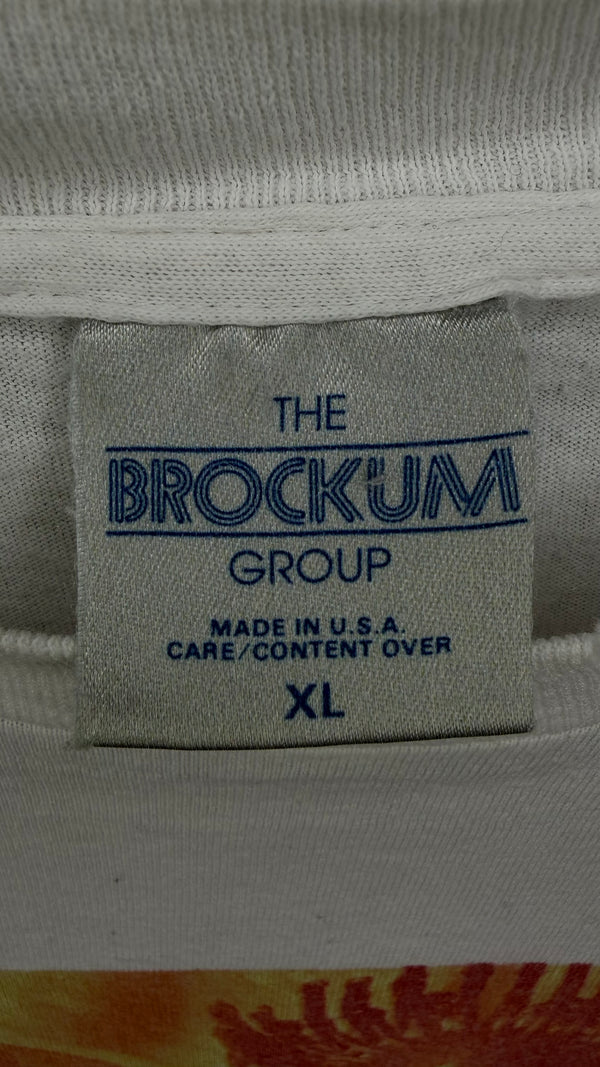 THE
BROCKUM
GROUP
MADE IN U.S.A.
CARE/CONTENT OVER
XL